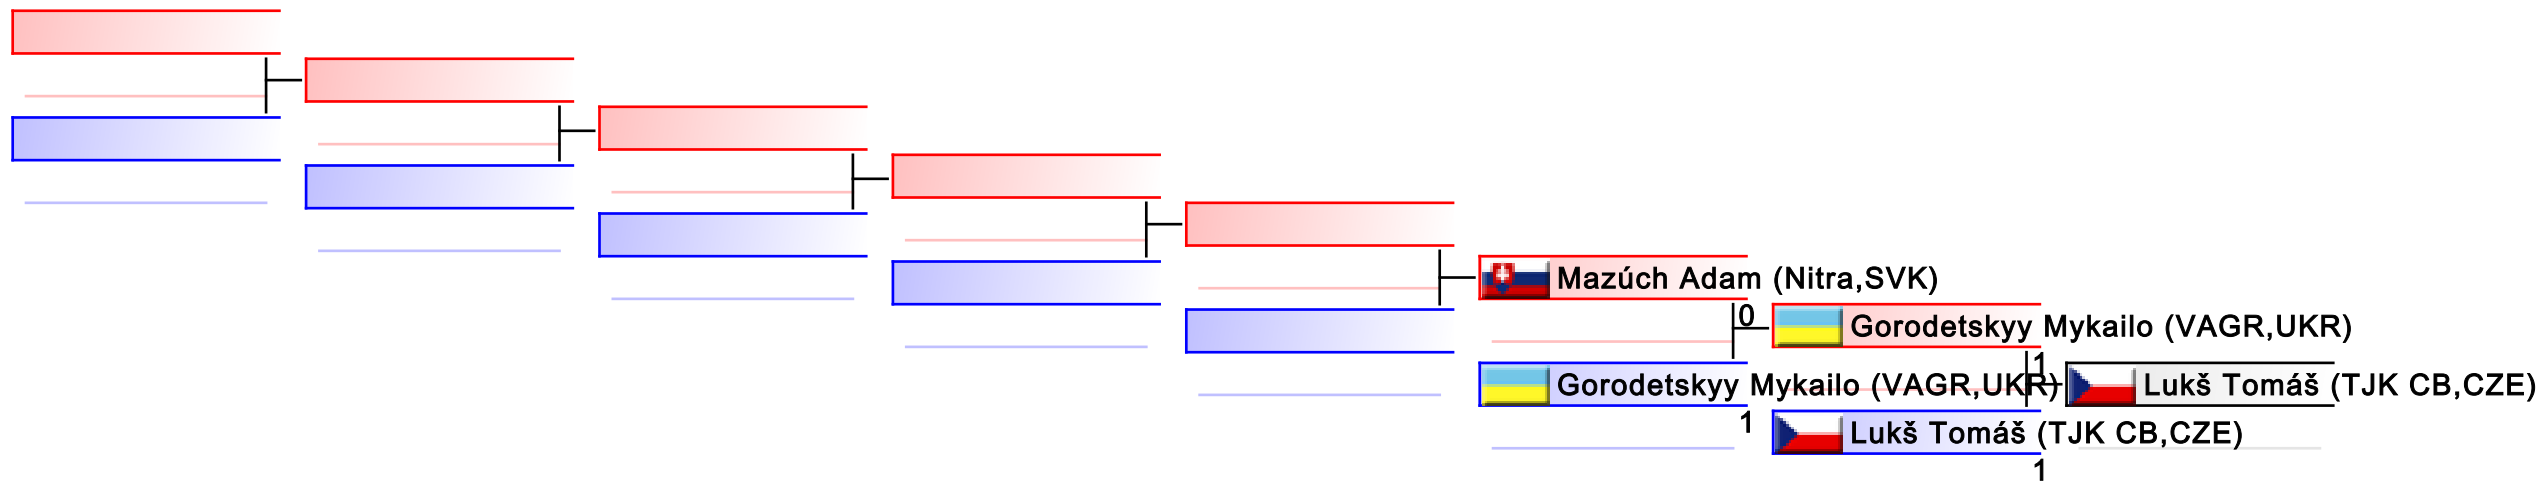 Mazúch Adam (Nitra,SVK)
0
Gorodetskyy Mykailo (VAGR,UKR)
1
Gorodetskyy Mykailo (VAGR,UKR)
1
Lukš Tomáš (TJK CB,CZE)
Lukš Tomáš (TJK CB,CZE)
1